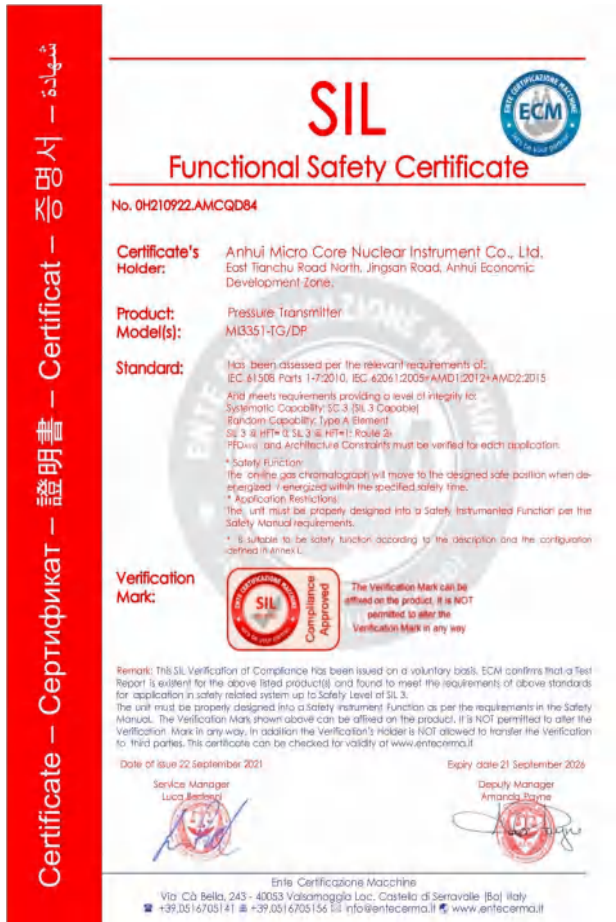 Certificate – Сертификат – 證明書 – Certificat – 증명서 – شهادة
SIL
ENTE CERTIFICAZIONE MACCHINE
ECM
Functional Safety Certificate
No. 0H210922.AMCQD84
Certificate's
Holder:
Anhui Micro Core Nuclear Instrument Co., Ltd.
East Tianchu Road North, Jingsan Road, Anhui Economic
Development Zone.
Product:
Pressure Transmitter
Model(s):
MI3351-TG/DP
Standard:
Has been assessed per the relevant requirements of:
IEC 61508 Parts 1-7:2010, IEC 62061:2005+AMD1:2012+AMD2:2015
And meets requirements providing a level of integrity to:
Systematic Capability: SC 3 (SIL 3 Capable)
Random Capability: Type A Element
SIL 3 @ HFT=0; SIL 3 @ HFT=1; Route 2H
PFDAVG and Architecture Constraints must be verified for each application.
* Safety Function:
The on-line gas chromatograph will move to the designed safe position when de-
energized / energized within the specified safety time.
* Application Restrictions:
The unit must be properly designed into a Safety Instrumented Function per the
Safety Manual requirements.
* is suitable to be safety function according to the description and the configuration
defined in Annex I.
Verification
Mark:
ENTE CERTIFICAZIONE MACCHINE
SIL
Compliance
Approved
The Verification Mark can be
affixed on the product. It is NOT
permitted to alter the
Verification Mark in any way
Remark: This SIL Verification of Compliance has been issued on a voluntary basis. ECM confirms that a Test
Report is existent for the above listed product(s) and found to meet the requirements of above standards
for application in safety related system up to Safety Level of SIL 3.
The unit must be properly designed into a Safety Instrument Function as per the requirements in the Safety
Manual. The Verification Mark shown above can be affixed on the product. It is NOT permitted to alter the
Verification Mark in any way. In addition the Verification's Holder is NOT allowed to transfer the Verification
to third parties. This certificate can be checked for validity at www.entecerma.it
Date of issue 22 September 2021
Expiry date 21 September 2026
Service Manager
Luca Bedonni
Deputy Manager
Amanda Payne
Ente Certificazione Macchine
Via Cà Bella, 243 - 40053 Valsamoggia Loc. Castello di Serravalle (Bo) Italy
+39.0516705141 +39.0516705156 info@entecerma.it www.entecerma.it